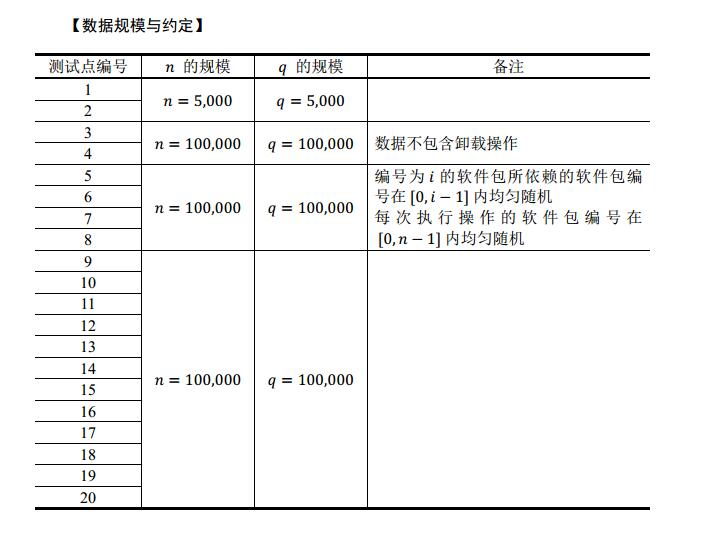 【数据规模与约定】
测试点编号 n 的规模 q 的规模 备注
1
2
n = 5,000 q = 5,000
3
4
n = 100,000 q = 100,000 数据不包含卸载操作
5
6
7
8
n = 100,000 q = 100,000
编号为 i 的软件包所依赖的软件包编
号在 [0, i − 1] 内均匀随机
每次执行操作的软件包编号在
[0, n − 1] 内均匀随机
9
10
11
12
13
14
15
16
17
18
19
20
n = 100,000 q = 100,000